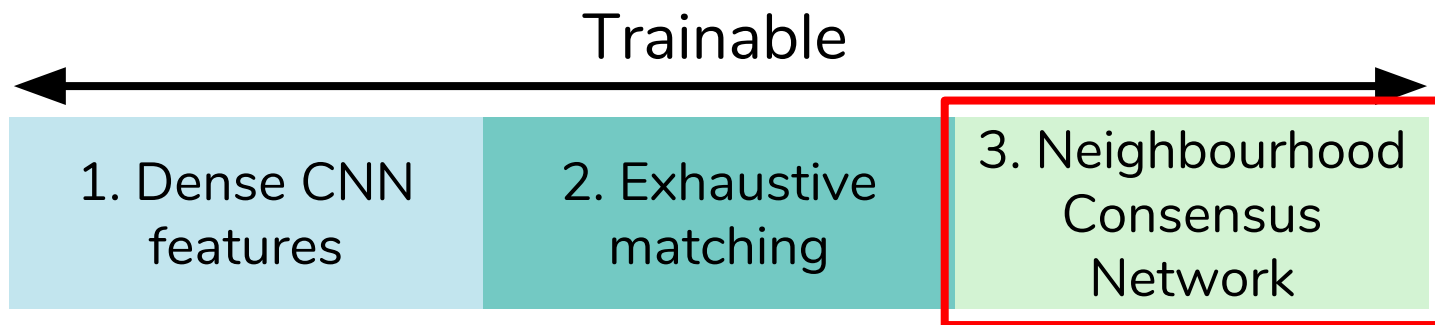 Trainable
1. Dense CNN
features
2. Exhaustive
matching
3. Neighbourhood
Consensus
Network